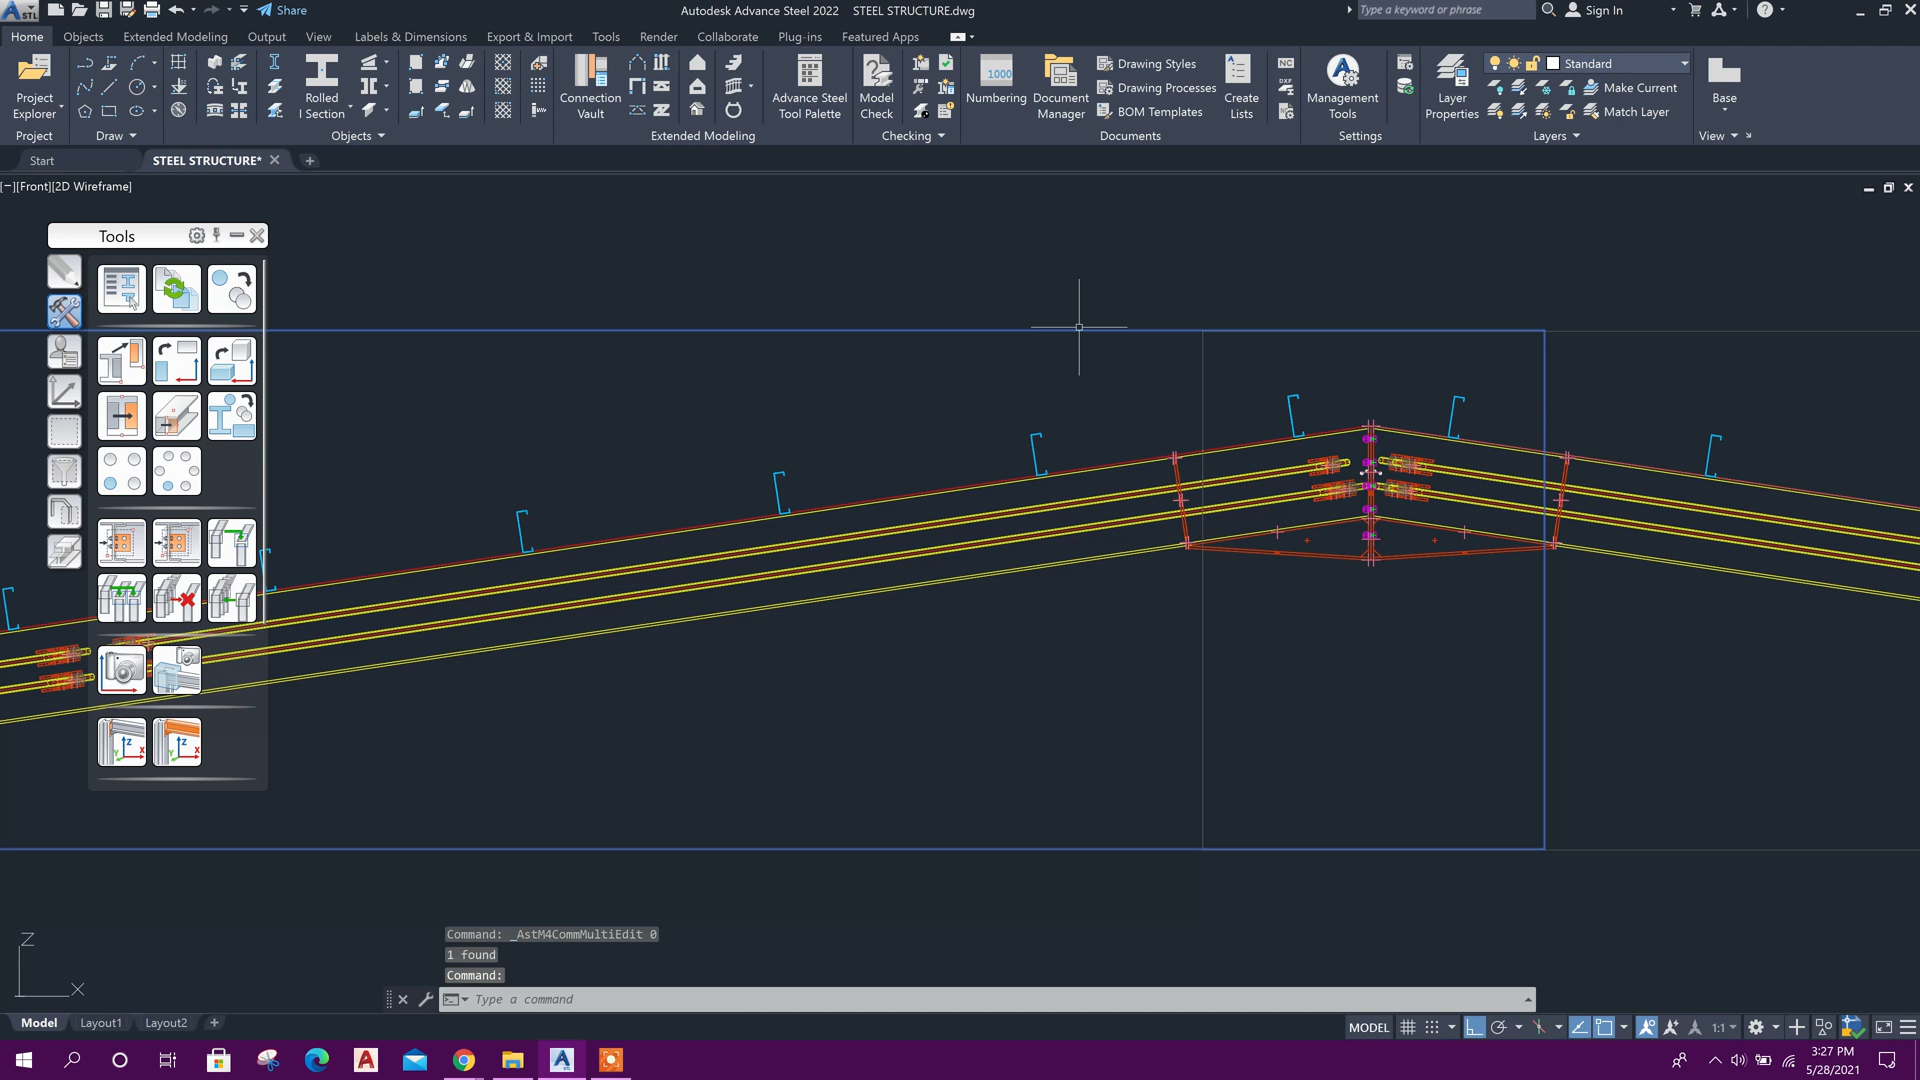 STL
Share
Autodesk Advance Steel 2022 STEEL STRUCTURE.dwg
Type a keyword or phrase
Sign In
Home Objects Extended Modeling Output View Labels & Dimensions Export & Import Tools Render Collaborate Plug-ins Featured Apps
Project Explorer
Rolled I Section
Connection Vault
Advance Steel Tool Palette
Model Check
1000
Numbering
Document Manager
Drawing Styles
Drawing Processes
BOM Templates
Create Lists
NC
DXF
Management Tools
Layer Properties
Standard
Make Current
Match Layer
Base
Project Draw Objects Extended Modeling Checking Documents Settings Layers View
Start STEEL STRUCTURE*
[−][Front][2D Wireframe]
Tools
Z
X
Y
Z
X
Y
Z
X
Command: _AstM4CommMultiEdit 0
1 found
Command:
Type a command
Model Layout1 Layout2
MODEL
1:1
3:27 PM
5/28/2021